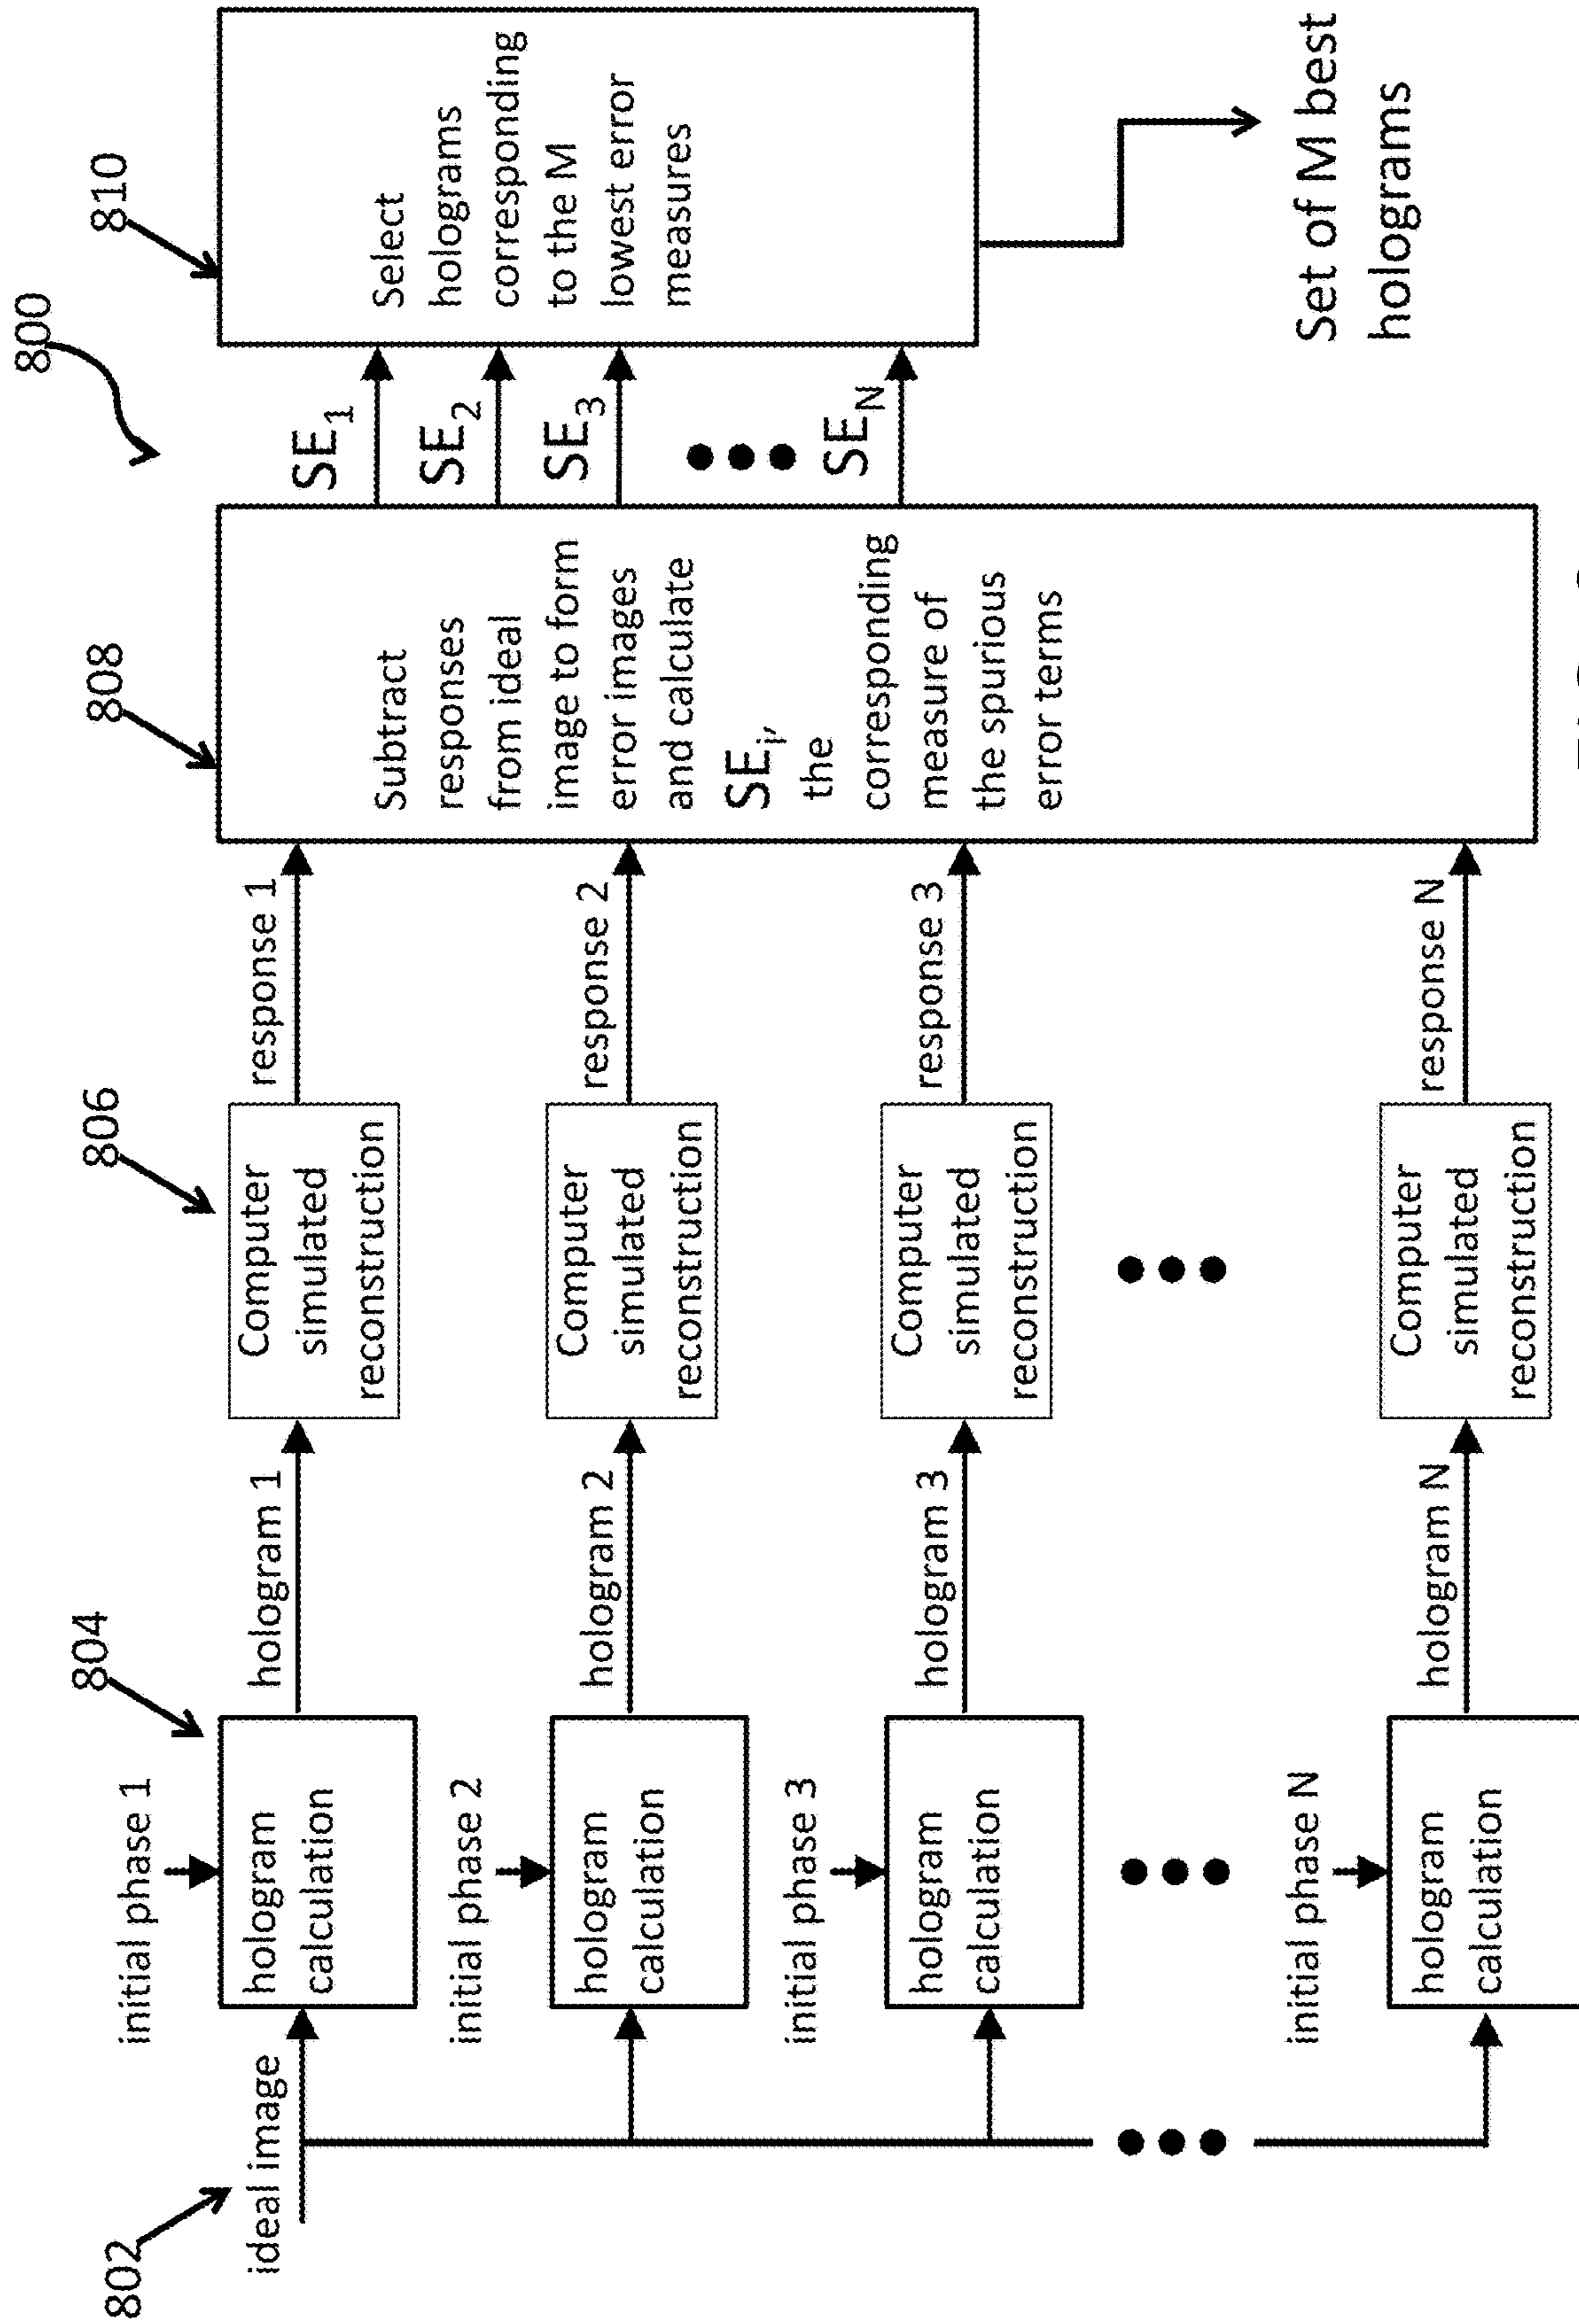 800
802
804
806
808
810
ideal image
initial phase 1
hologram
calculation
hologram 1
Computer
simulated
reconstruction
response 1
initial phase 2
hologram
calculation
hologram 2
Computer
simulated
reconstruction
response 2
initial phase 3
hologram
calculation
hologram 3
Computer
simulated
reconstruction
response 3
initial phase N
hologram
calculation
hologram N
Computer
simulated
reconstruction
response N
Subtract
responses
from ideal
image to form
error images
and calculate
SEi,
the
corresponding
measure of
the spurious
error terms
SE1
SE2
SE3
SEN
Select
holograms
corresponding
to the M
lowest error
measures
Set of M best
holograms